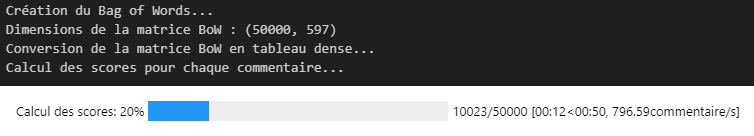 Création du Bag of Words...
Dimensions de la matrice BoW : (50000, 597)
Conversion de la matrice BoW en tableau dense...
Calcul des scores pour chaque commentaire...
Calcul des scores: 20% 10023/50000 [00:12<00:50, 796.59commentaire/s]